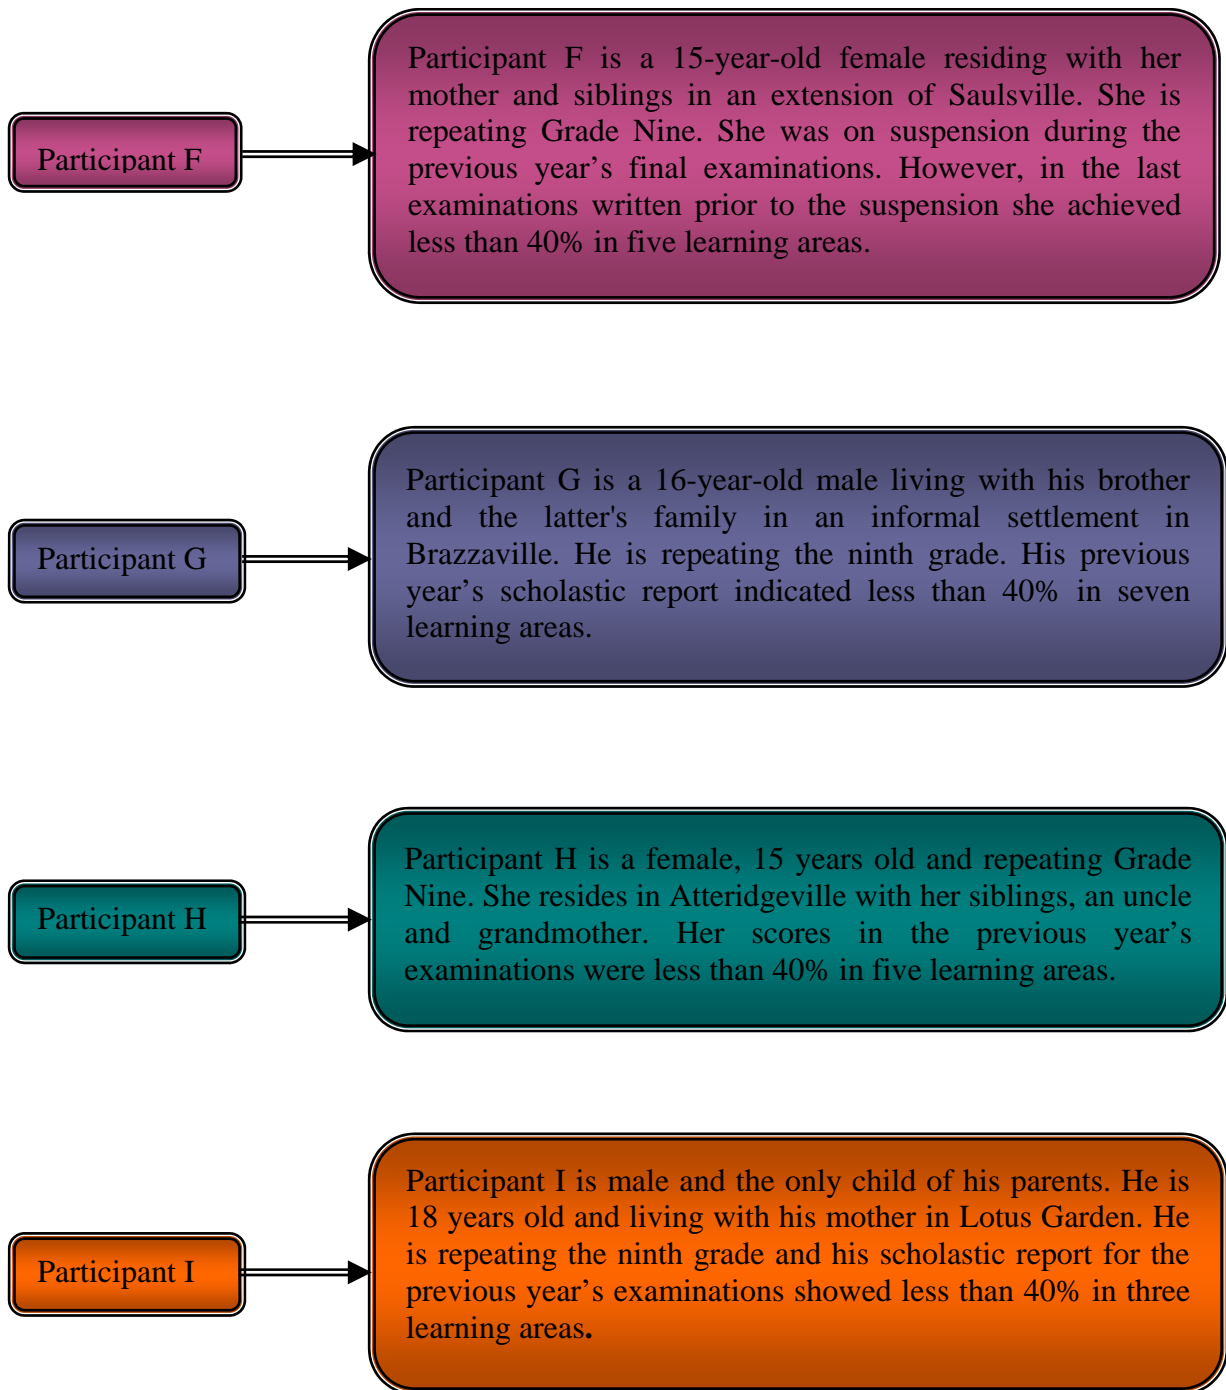 Participant F
Participant F is a 15-year-old female residing with her
mother and siblings in an extension of Saulsville. She is
repeating Grade Nine. She was on suspension during the
previous year’s final examinations. However, in the last
examinations written prior to the suspension she achieved
less than 40% in five learning areas.
Participant G
Participant G is a 16-year-old male living with his brother
and the latter's family in an informal settlement in
Brazzaville. He is repeating the ninth grade. His previous
year’s scholastic report indicated less than 40% in seven
learning areas.
Participant H
Participant H is a female, 15 years old and repeating Grade
Nine. She resides in Atteridgeville with her siblings, an uncle
and grandmother. Her scores in the previous year’s
examinations were less than 40% in five learning areas.
Participant I
Participant I is male and the only child of his parents. He is
18 years old and living with his mother in Lotus Garden. He
is repeating the ninth grade and his scholastic report for the
previous year’s examinations showed less than 40% in three
learning areas.